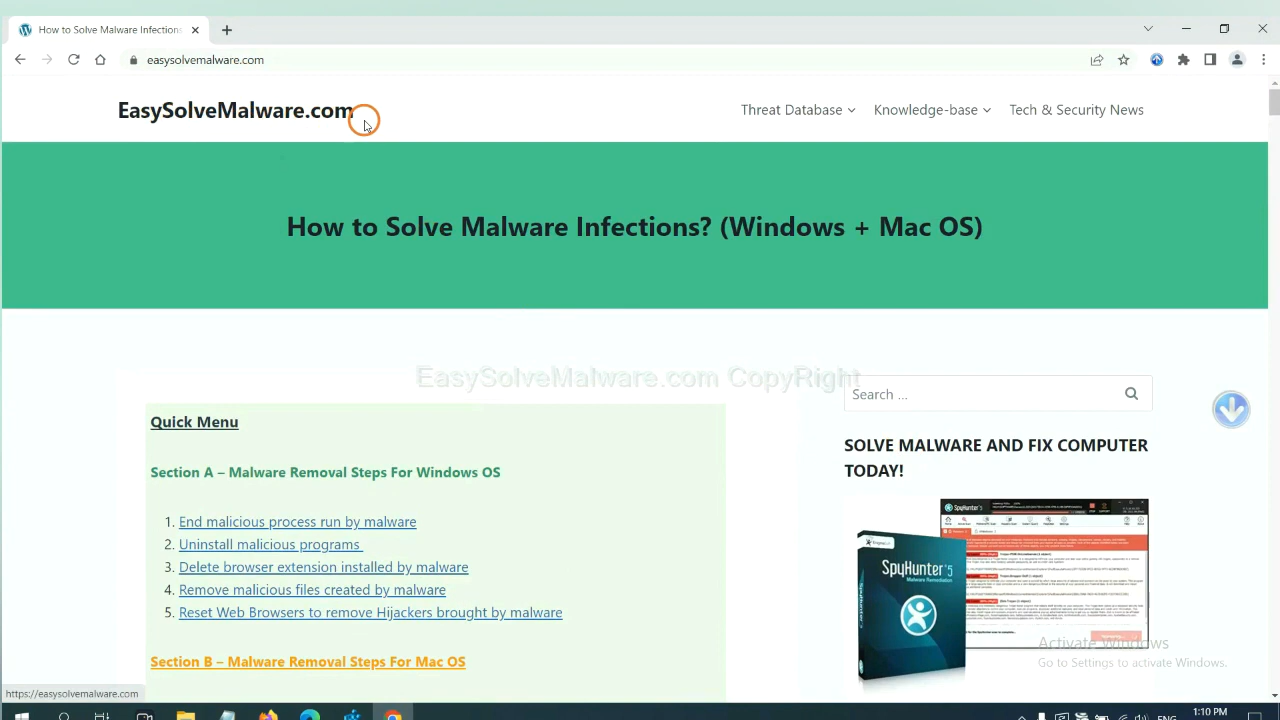 How to Solve Malware Infections
easysolvemalware.com
EasySolveMalware.com
Threat Database
Knowledge-base
Tech & Security News
How to Solve Malware Infections? (Windows + Mac OS)
EasySolveMalware.com CopyRight
Search ...
Quick Menu
SOLVE MALWARE AND FIX COMPUTER
TODAY!
Section A – Malware Removal Steps For Windows OS
1. End malicious process run by malware
2. Uninstall malicious programs
3. Delete browser extension installed by malware
4. Remove malicious files created by malware
5. Reset Web Browser to remove Hijackers brought by malware
Section B – Malware Removal Steps For Mac OS
SpyHunter 5
SpyHunter 5
Malware Remediation
Activate Windows
Go to Settings to activate Windows.
https://easysolvemalware.com
ENG
1:10 PM